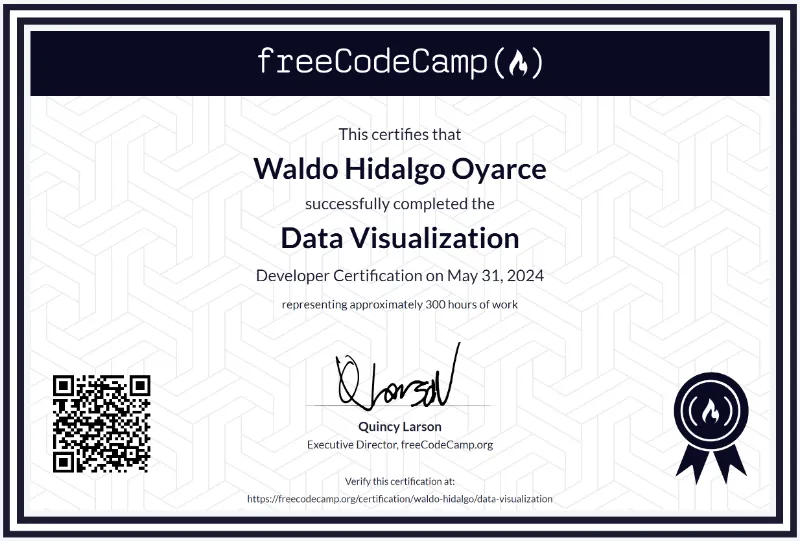 freeCodeCamp
This certifies that
Waldo Hidalgo Oyarce
successfully completed the
Data Visualization
Developer Certification on May 31, 2024
representing approximately 300 hours of work
Q Larson
Quincy Larson
Executive Director, freeCodeCamp.org
Verify this certification at:
https://freecodecamp.org/certification/waldo-hidalgo/data-visualization